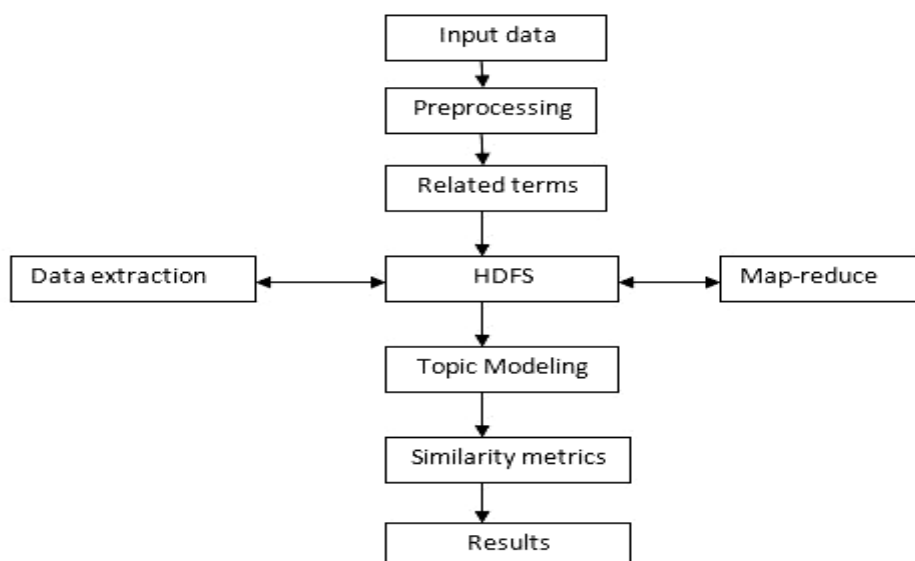 Input data
Preprocessing
Related terms
Data extraction
HDFS
Map-reduce
Topic Modeling
Similarity metrics
Results